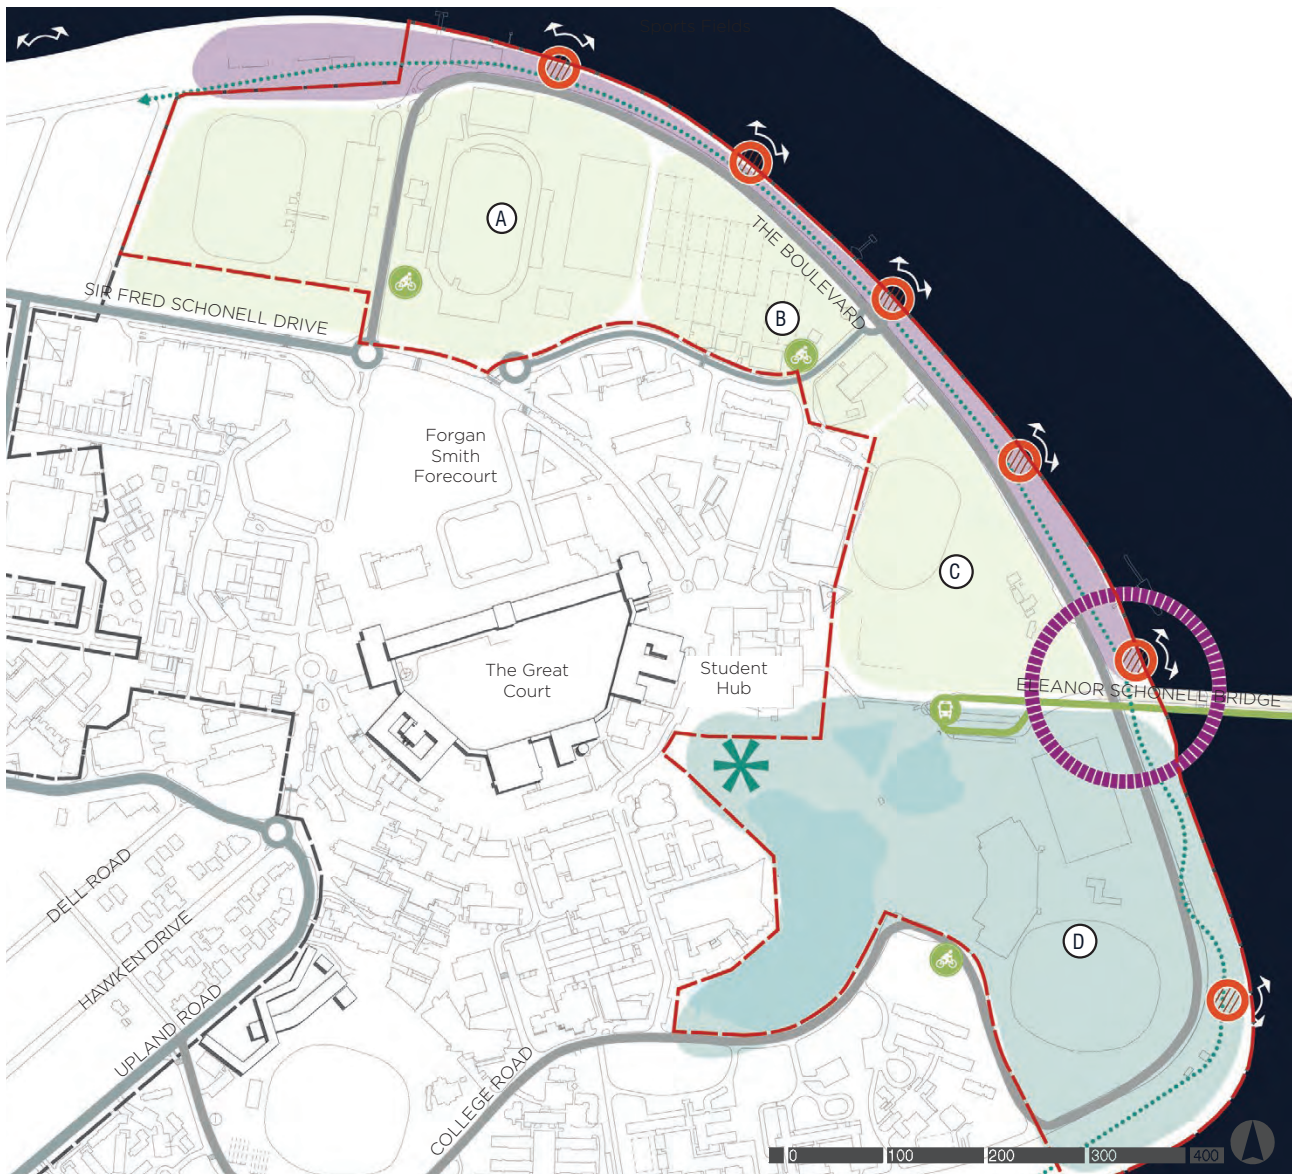 Sports Fields
A
THE BOULEVARD
B
SIR FRED SCHONELL DRIVE
Forgan
Smith
Forecourt
C
The Great
Court
Student
Hub
ELEANOR SCHONELL BRIDGE
DELL ROAD
HAWKEN DRIVE
UPLAND ROAD
D
COLLEGE ROAD
0 100 200 300 400